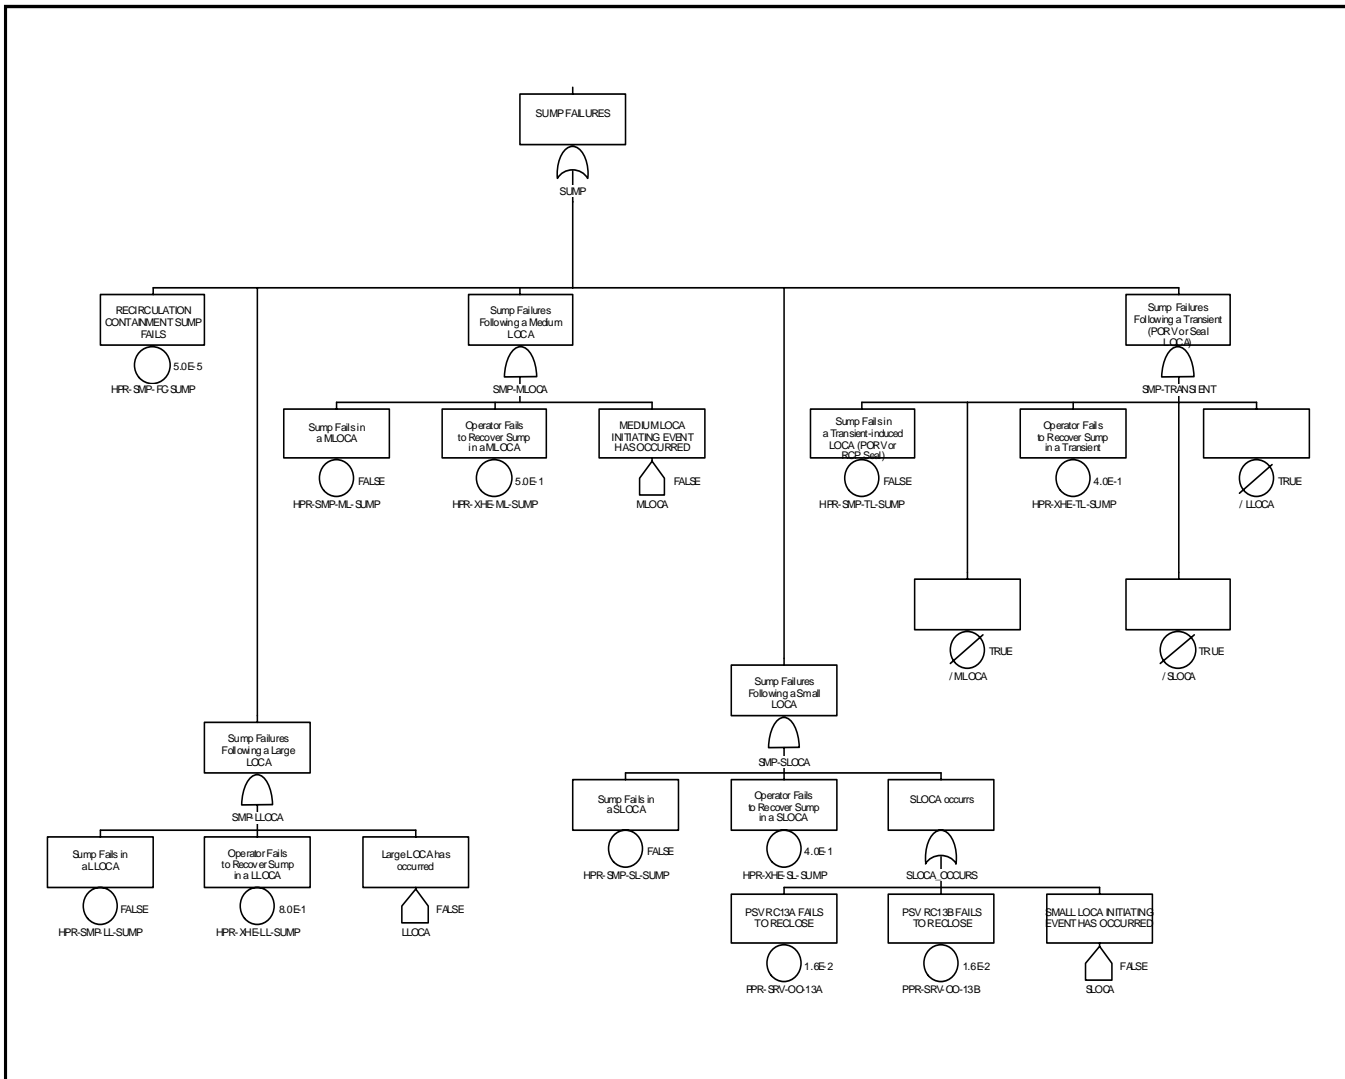 SUMP FAILURES
SUMP
RECIRCULATION
CONTAINMENT SUMP
FAILS
5.0E-5
HPR-SMP-FC-SUMP
Sump Failures
Following a Medium
LOCA
SMP-MLOCA
Sump Failures
Following a Transient
(PORV or Seal
LOCA)
SMP-TRANSIENT
Sump Fails in
a MLOCA
FALSE
HPR-SMP-ML-SUMP
Operator Fails
to Recover Sump
in a MLOCA
5.0E-1
HPR-XHE-ML-SUMP
MEDIUM LOCA
INITIATING EVENT
HAS OCCURRED
FALSE
MLOCA
Sump Fails in
a Transient-induced
LOCA (PORV or
RCP Seal)
FALSE
HPR-SMP-TL-SUMP
Operator Fails
to Recover Sump
in a Transient
4.0E-1
HPR-XHE-TL-SUMP
TRUE
/ LLOCA
TRUE
/ MLOCA
TRUE
/ SLOCA
Sump Failures
Following a Small
LOCA
SMP-SLOCA
Sump Failures
Following a Large
LOCA
SMP-LLOCA
Sump Fails in
a SLOCA
FALSE
HPR-SMP-SL-SUMP
Operator Fails
to Recover Sump
in a SLOCA
4.0E-1
HPR-XHE-SL-SUMP
SLOCA occurrs
SLOCA_OCCURS
Sump Fails in
a LLOCA
FALSE
HPR-SMP-LL-SUMP
Operator Fails
to Recover Sump
in a LLOCA
8.0E-1
HPR-XHE-LL-SUMP
Large LOCA has
occurred
FALSE
LLOCA
PSV RC13A FAILS
TO RECLOSE
1.6E-2
PPR-SRV-OO-13A
PSV RC13B FAILS
TO RECLOSE
1.6E-2
PPR-SRV-OO-13B
SMALL LOCA INITIATING
EVENT HAS OCCURRED
FALSE
SLOCA